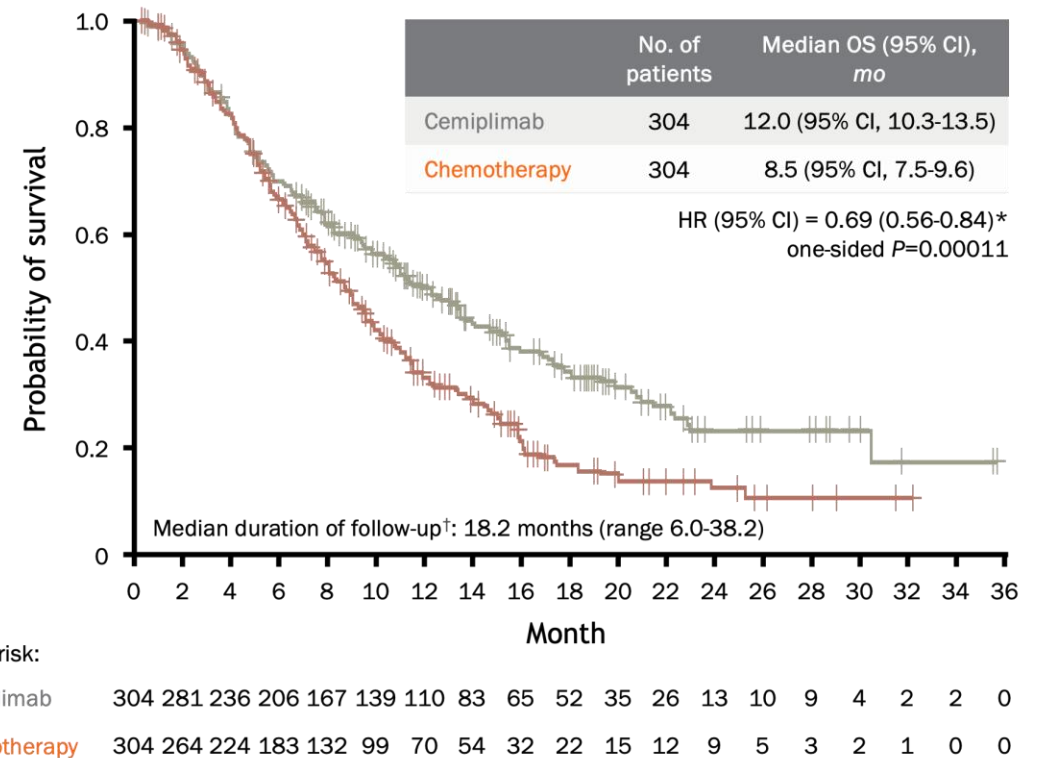 No. of patients
Median OS (95% CI), mo
Cemiplimab 304 12.0 (95% CI, 10.3-13.5)
Chemotherapy 304 8.5 (95% CI, 7.5-9.6)
HR (95% CI) = 0.69 (0.56-0.84)*
one-sided P=0.00011
Probability of survival
1.0
0.8
0.6
0.4
0.2
0
Median duration of follow-up†: 18.2 months (range 6.0-38.2)
0 2 4 6 8 10 12 14 16 18 20 22 24 26 28 30 32 34 36
Month
risk:
limab 304 281 236 206 167 139 110 83 65 52 35 26 13 10 9 4 2 2 0
otherapy 304 264 224 183 132 99 70 54 32 22 15 12 9 5 3 2 1 0 0